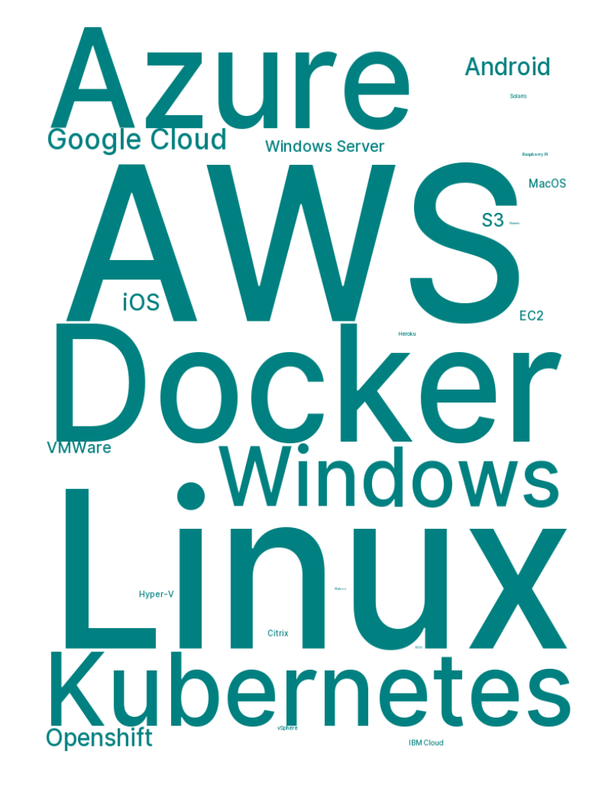 Azure
Android
Solaris
Google Cloud
Windows Server
Raspberry Pi
AWS
MacOS
S3
iOS
EC2
Docker
Heroku
VMWare
Windows
Linux
Hyper-V
Citrix
Kubernetes
vSphere
Openshift
IBM Cloud